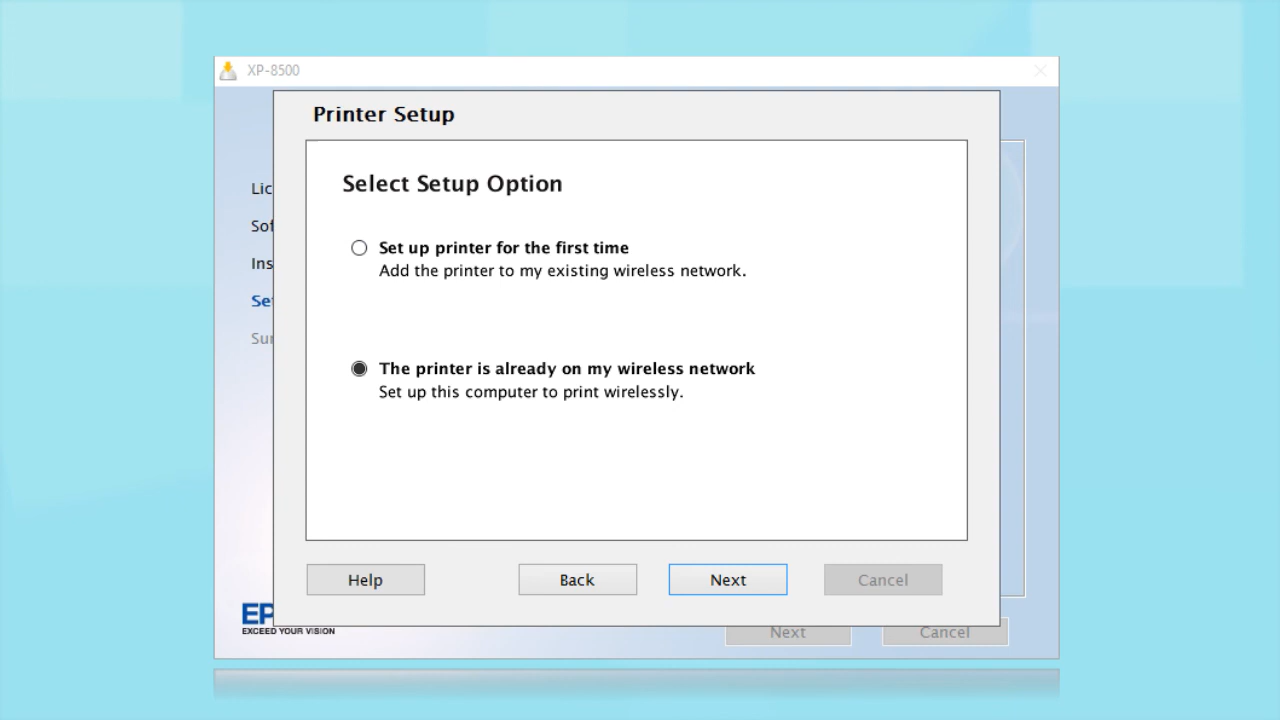 XP-8500
Printer Setup
Select Setup Option
Set up printer for the first time
Add the printer to my existing wireless network.
The printer is already on my wireless network
Set up this computer to print wirelessly.
Lic
Sof
Ins
Se
Sur
Help
Back
Next
Cancel
EP
EXCEED YOUR VISION
Next
Cancel